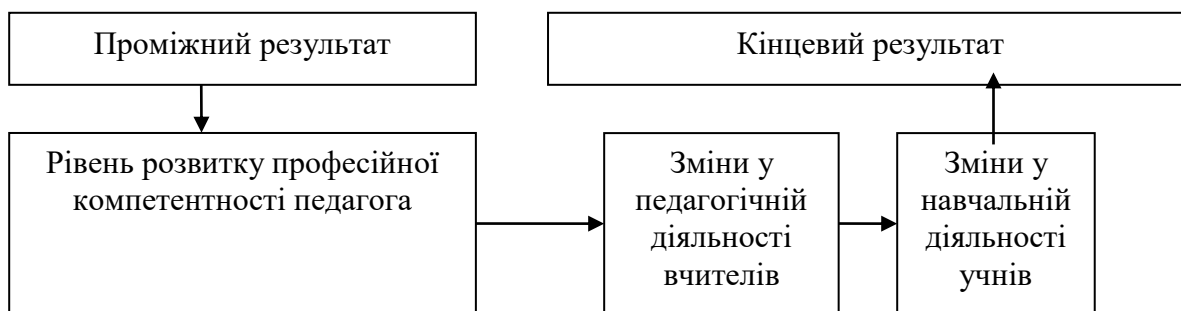 Проміжний результат
Кінцевий результат
Рівень розвитку професійної
компетентності педагога
Зміни у
педагогічній
діяльності
вчителів
Зміни у
навчальній
діяльності
учнів